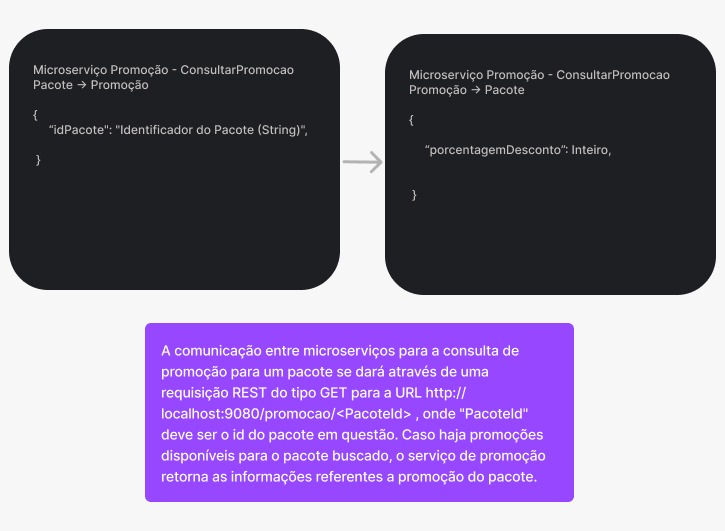 Microserviço Promoção - ConsultarPromocao
Pacote -> Promoção
{
“idPacote": "Identificador do Pacote (String)",
}
Microserviço Promoção - ConsultarPromocao
Promoção -> Pacote
{
“porcentagemDesconto”: Inteiro,
}
A comunicação entre microserviços para a consulta de
promoção para um pacote se dará através de uma
requisição REST do tipo GET para a URL http://
localhost:9080/promocao/<PacoteId> , onde "PacoteId"
deve ser o id do pacote em questão. Caso haja promoções
disponíveis para o pacote buscado, o serviço de promoção
retorna as informações referentes a promoção do pacote.